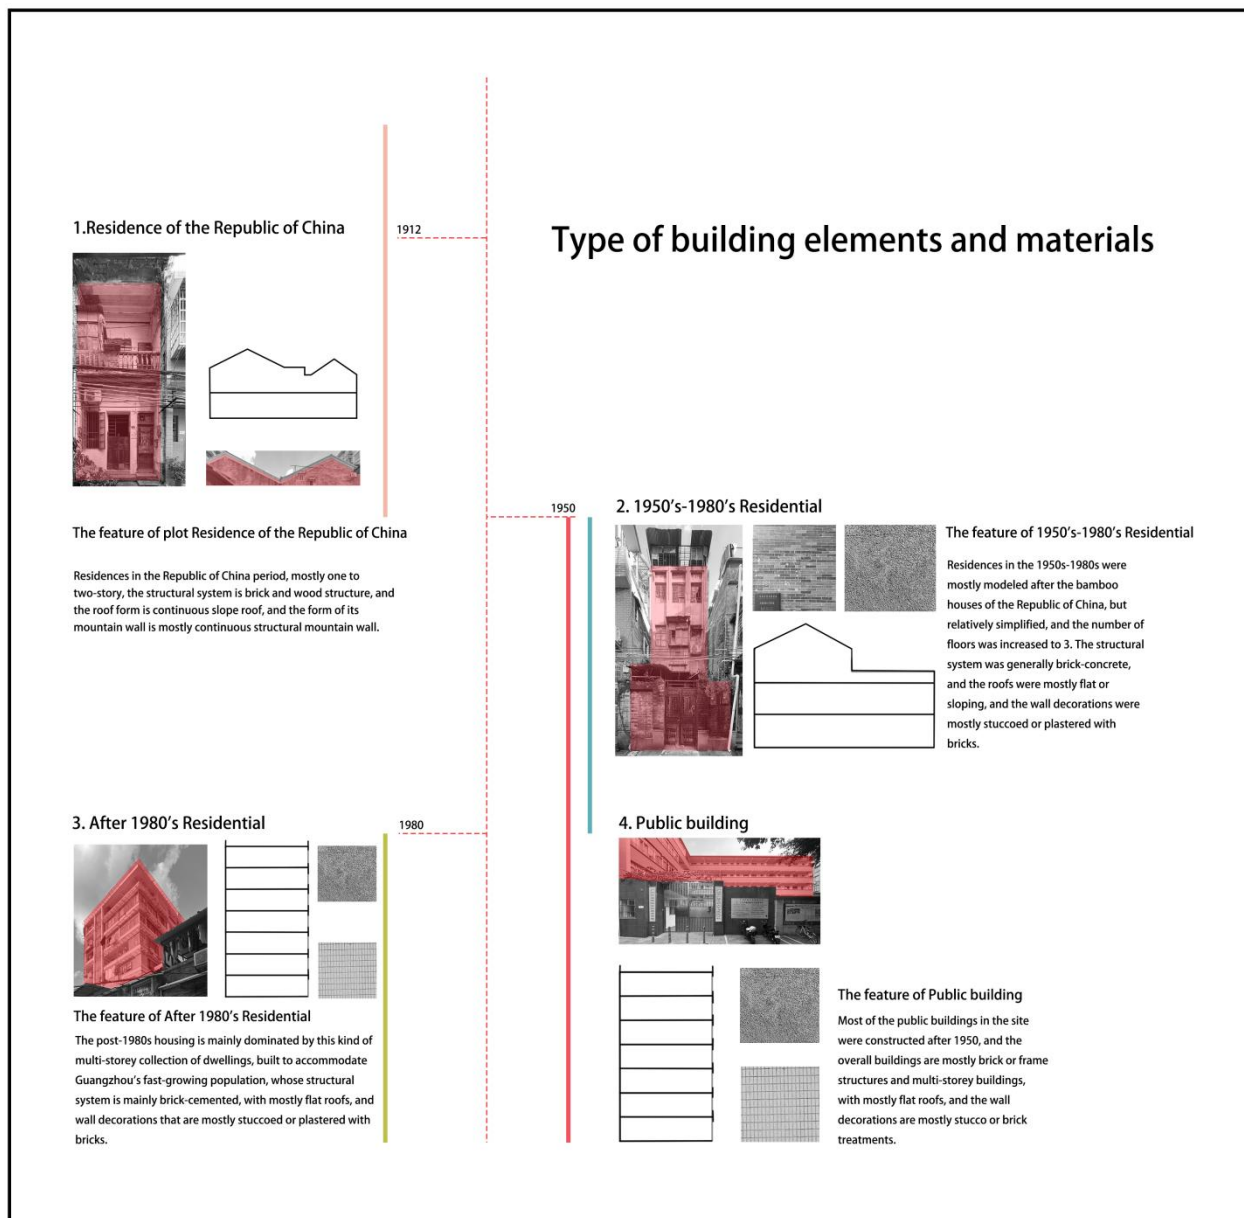 Type of building elements and materials
1.Residence of the Republic of China
1912
The feature of plot Residence of the Republic of China
Residences in the Republic of China period, mostly one to
two-story, the structural system is brick and wood structure, and
the roof form is continuous slope roof, and the form of its
mountain wall is mostly continuous structural mountain wall.
1950
2. 1950’s-1980’s Residential
The feature of 1950’s-1980’s Residential
Residences in the 1950s-1980s were
mostly modeled after the bamboo
houses of the Republic of China, but
relatively simplified, and the number of
floors was increased to 3. The structural
system was generally brick-concrete,
and the roofs were mostly flat or
sloping, and the wall decorations were
mostly stuccoed or plastered with
bricks.
3. After 1980’s Residential
1980
The feature of After 1980’s Residential
The post-1980s housing is mainly dominated by this kind of
multi-storey collection of dwellings, built to accommodate
Guangzhou’s fast-growing population, whose structural
system is mainly brick-cemented, with mostly flat roofs, and
wall decorations that are mostly stuccoed or plastered with
bricks.
4. Public building
The feature of Public building
Most of the public buildings in the site
were constructed after 1950, and the
overall buildings are mostly brick or frame
structures and multi-storey buildings,
with mostly flat roofs, and the wall
decorations are mostly stucco or brick
treatments.